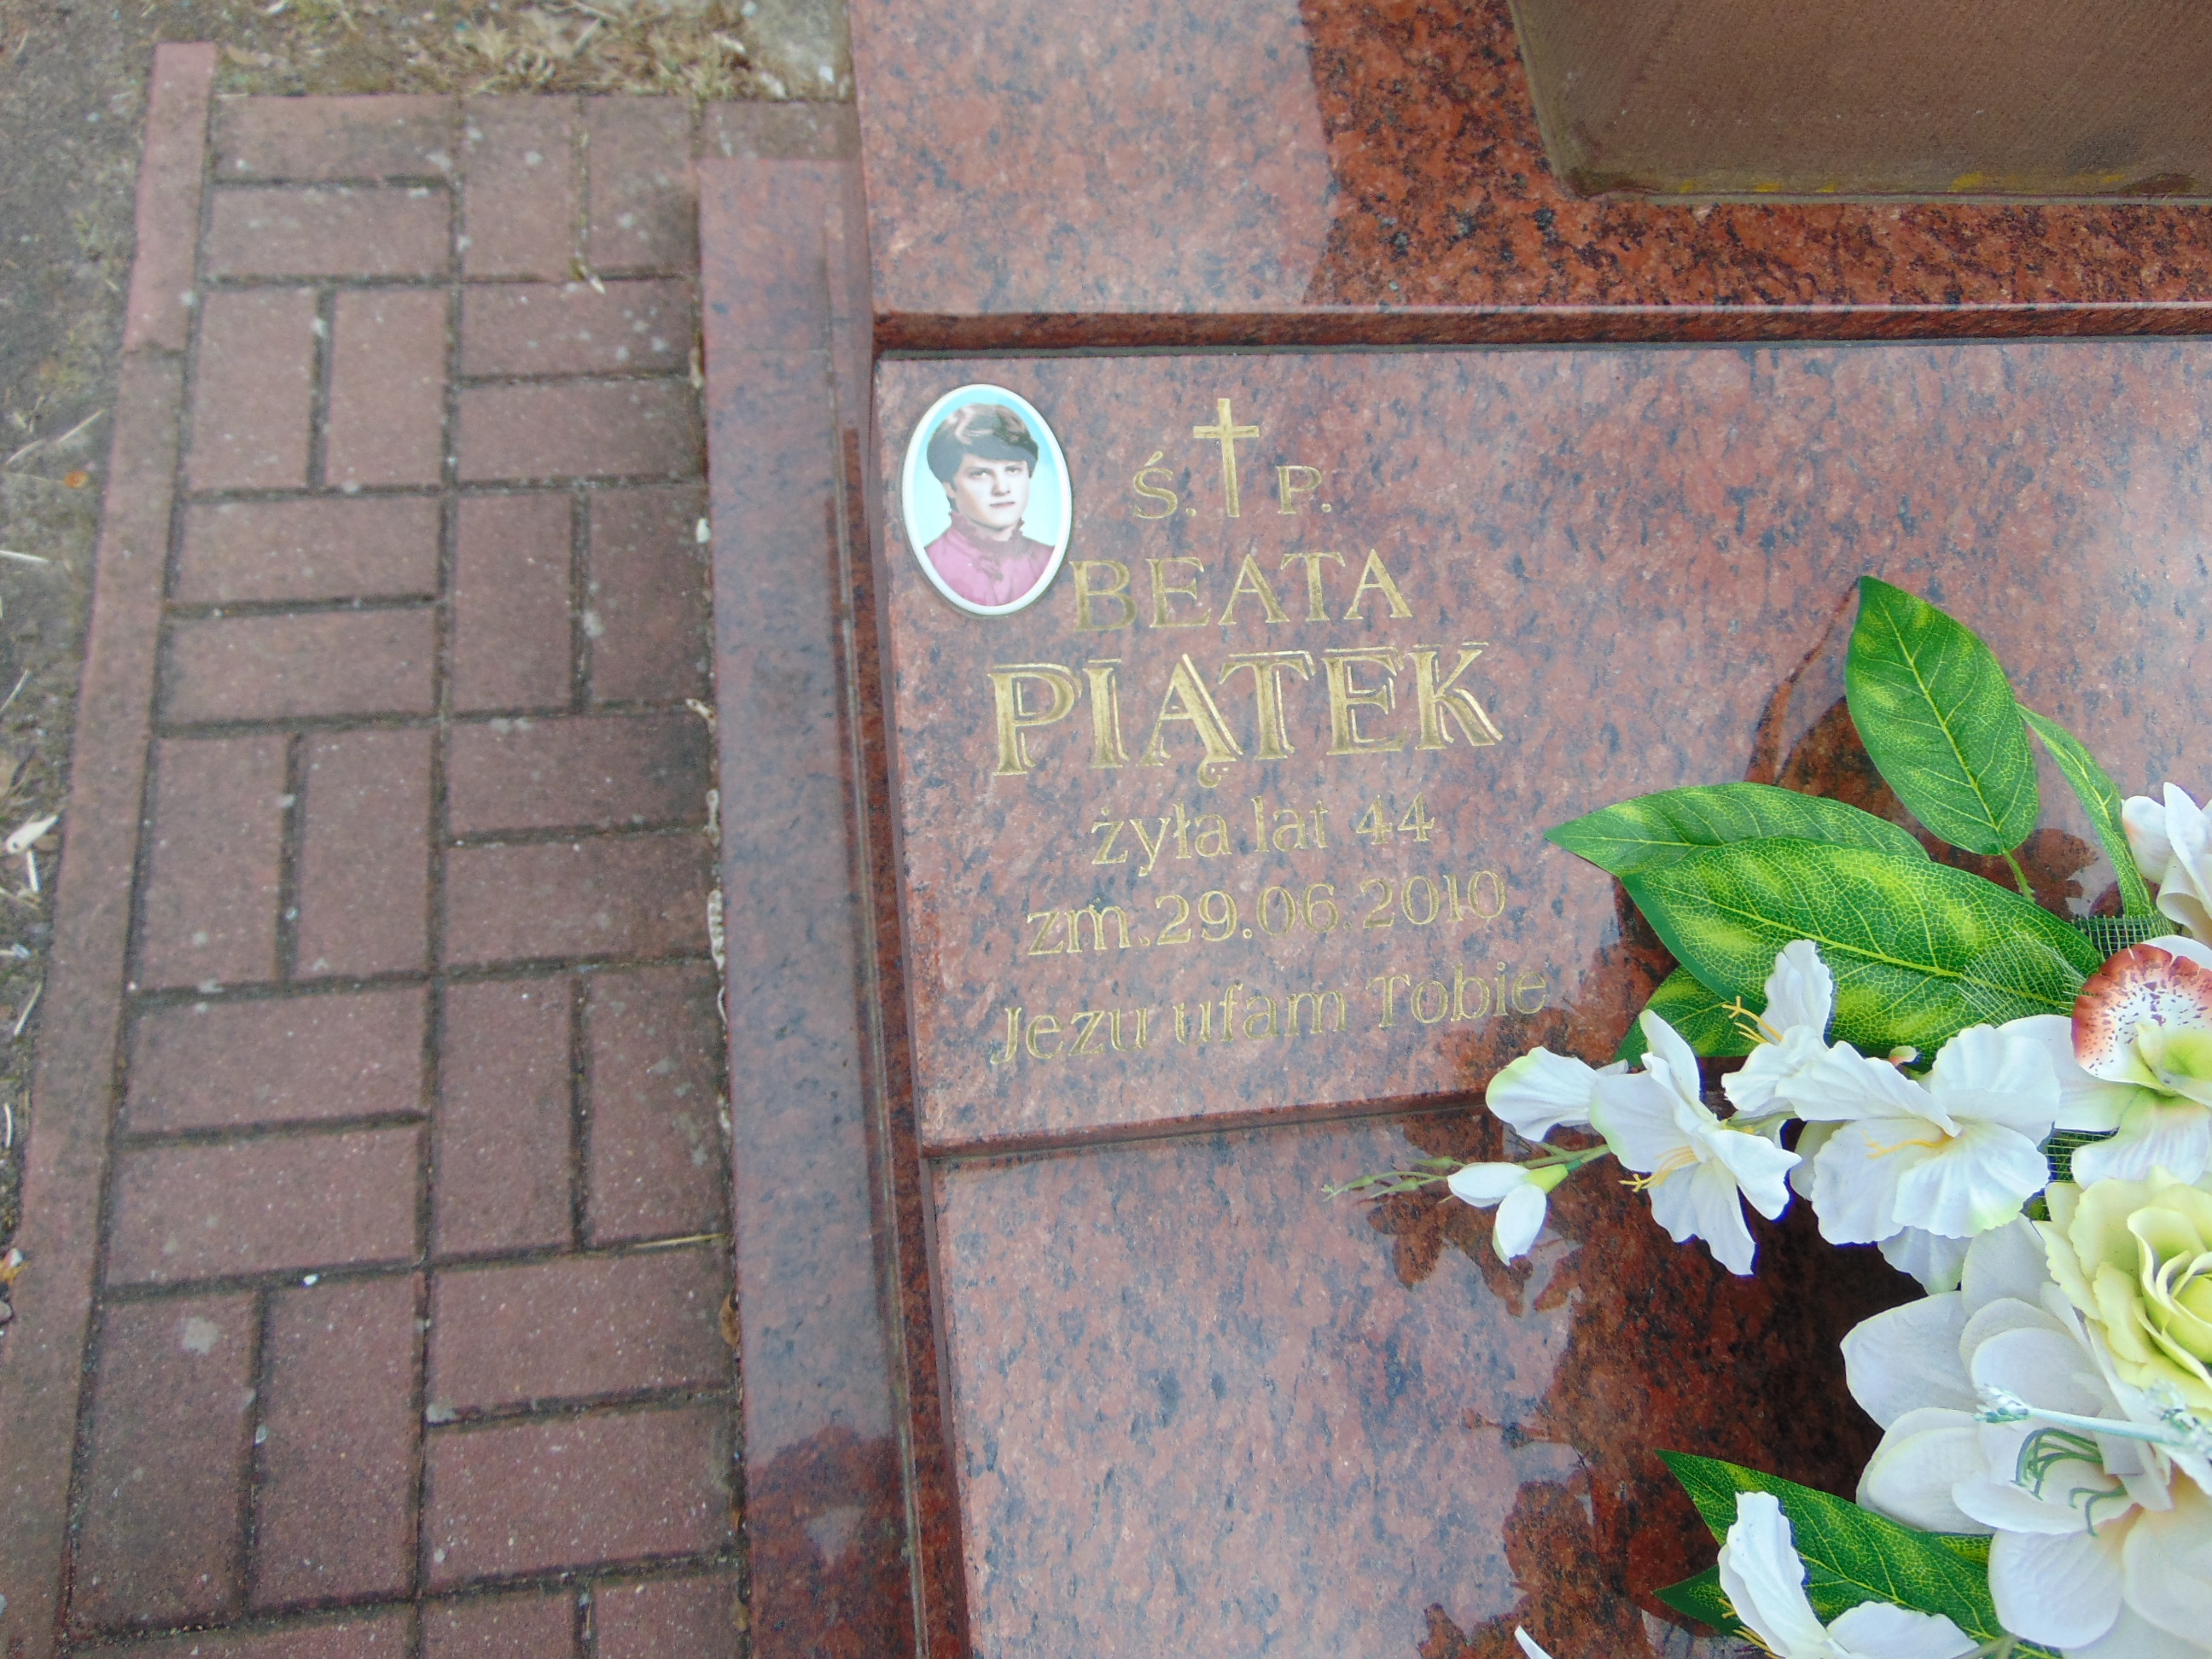 Ś. P.
BEATA
PIĄTEK
żyła lat 44
zm.29.06.2010
Jezu ufam Tobie